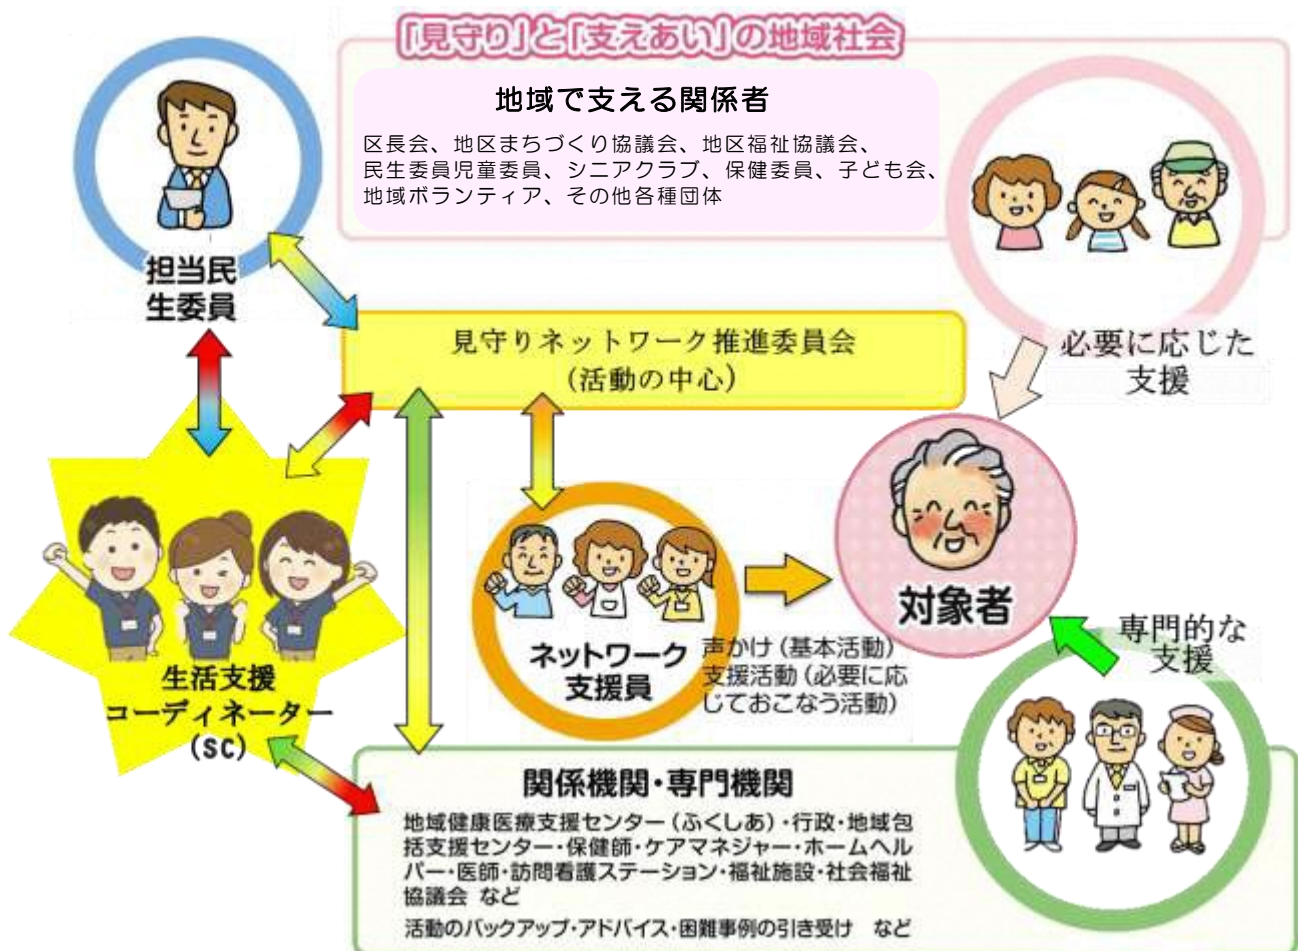 「見守り」と「支えあい」の地域社会
地域で支える関係者
区長会、地区まちづくり協議会、地区福祉協議会、
民生委員児童委員、シニアクラブ、保健委員、子ども会、
地域ボランティア、その他各種団体
担当民
生委員
見守りネットワーク推進委員会
(活動の中心)
必要に応じた
支援
対象者
生活支援
コーディネーター
(SC)
ネットワーク
支援員
声かけ(基本活動)
支援活動(必要に応
じておこなう活動)
専門的な
支援
関係機関・専門機関
地域健康医療支援センター(ふくしあ)・行政・地域包
括支援センター・保健師・ケアマネジャー・ホームヘル
パー・医師・訪問看護ステーション・福祉施設・社会福祉
協議会 など
活動のバックアップ・アドバイス・困難事例の引き受け など